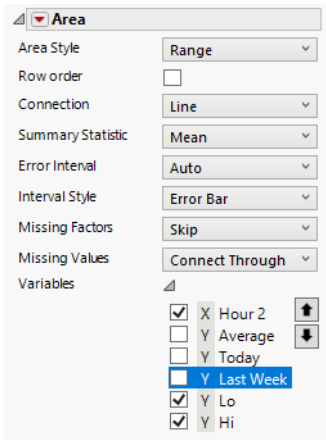 Area
Area Style Range
Row order
Connection Line
Summary Statistic Mean
Error Interval Auto
Interval Style Error Bar
Missing Factors Skip
Missing Values Connect Through
Variables
X Hour 2
Y Average
Y Today
Y Last Week
Y Lo
Y Hi